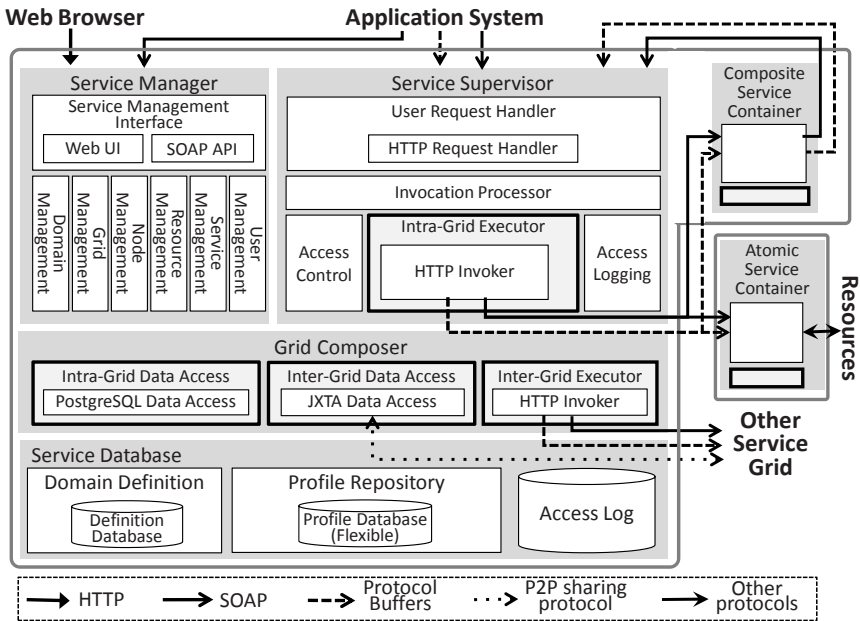 Web Browser
Application System
Service Manager
Service Management
Interface
Web UI
SOAP API
Domain
Management
Grid
Management
Node
Management
Resource
Management
Service
Management
User
Management
Service Supervisor
User Request Handler
HTTP Request Handler
Invocation Processor
Access
Control
Intra-Grid Executor
HTTP Invoker
Access
Logging
Composite
Service
Container
Atomic
Service
Container
Resources
Grid Composer
Intra-Grid Data Access
PostgreSQL Data Access
Inter-Grid Data Access
JXTA Data Access
Inter-Grid Executor
HTTP Invoker
Other
Service
Grid
Service Database
Domain Definition
Definition
Database
Profile Repository
Profile Database
(Flexible)
Access Log
HTTP
SOAP
Protocol
Buffers
P2P sharing
protocol
Other
protocols